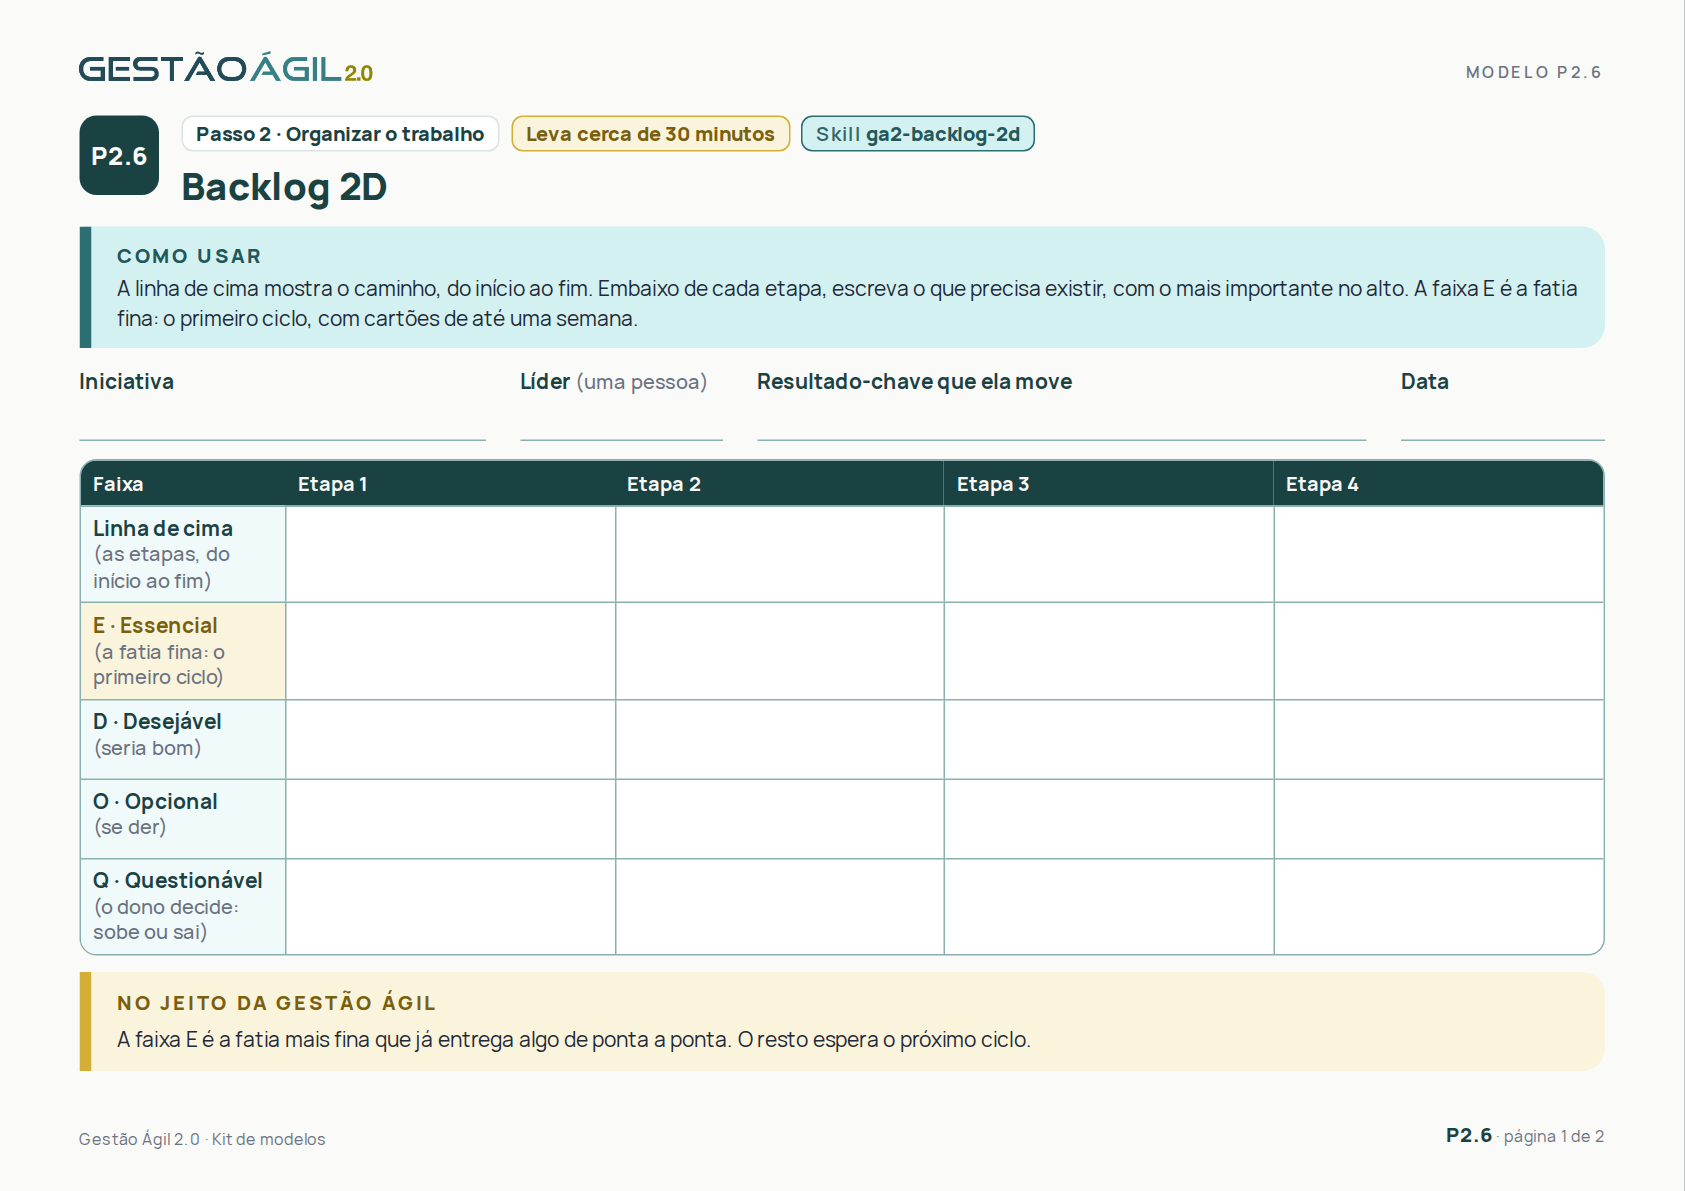 GESTÃOÁGIL2.0
MODELO P2.6
P2.6
Passo 2 · Organizar o trabalho
Leva cerca de 30 minutos
Skill ga2-backlog-2d
Backlog 2D
COMO USAR
A linha de cima mostra o caminho, do início ao fim. Embaixo de cada etapa, escreva o que precisa existir, com o mais importante no alto. A faixa E é a fatia
fina: o primeiro ciclo, com cartões de até uma semana.
Iniciativa
Líder (uma pessoa)
Resultado-chave que ela move
Data
Faixa
Etapa 1
Etapa 2
Etapa 3
Etapa 4
Linha de cima
(as etapas, do
início ao fim)
E · Essencial
(a fatia fina: o
primeiro ciclo)
D · Desejável
(seria bom)
O · Opcional
(se der)
Q · Questionável
(o dono decide:
sobe ou sai)
NO JEITO DA GESTÃO ÁGIL
A faixa E é a fatia mais fina que já entrega algo de ponta a ponta. O resto espera o próximo ciclo.
Gestão Ágil 2.0 · Kit de modelos
P2.6 · página 1 de 2